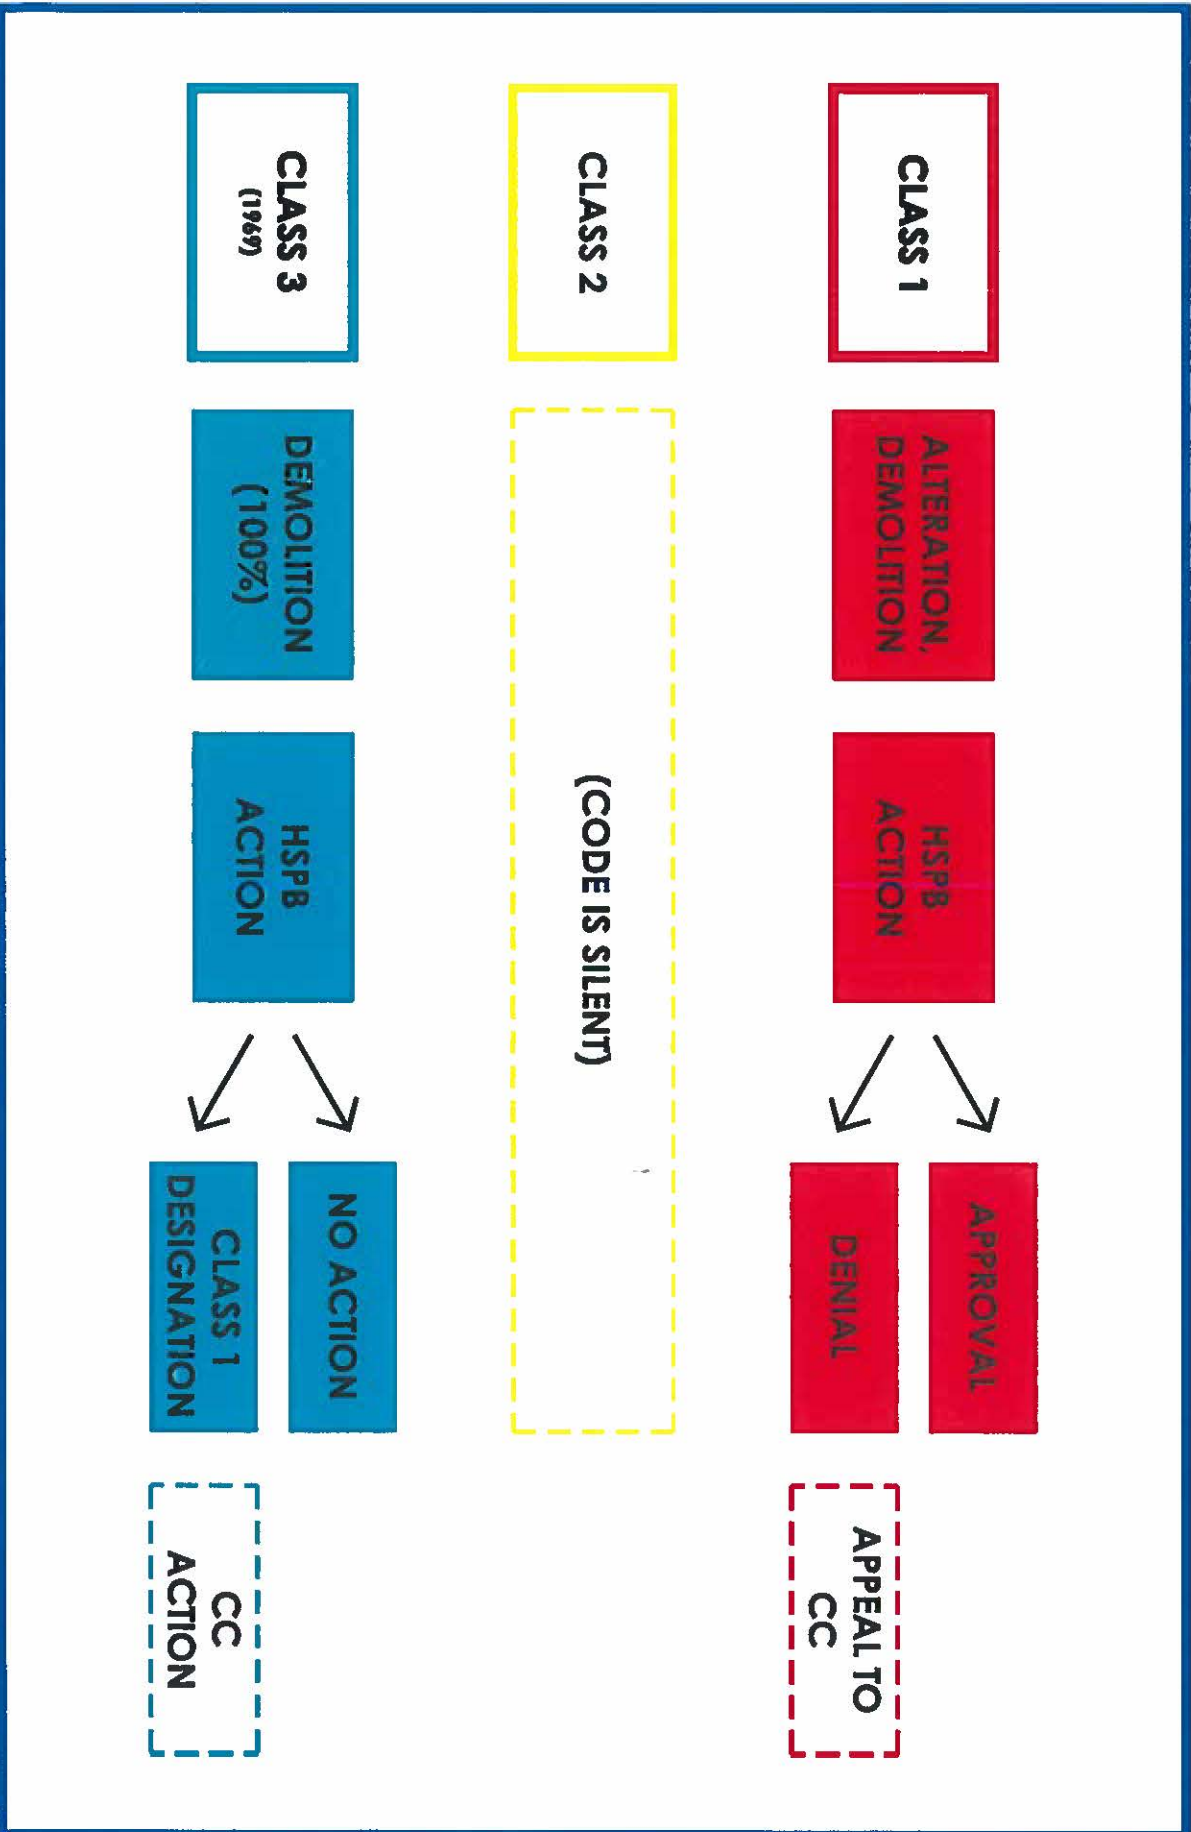 CLASS 1
ALTERATION,
DEMOLITION
HSPB
ACTION
APPROVAL
DENIAL
APPEAL TO
CC
CLASS 2
(CODE IS SILENT)
CLASS 3
(1969)
DEMOLITION
(100%)
HSPB
ACTION
NO ACTION
CLASS 1
DESIGNATION
CC
ACTION